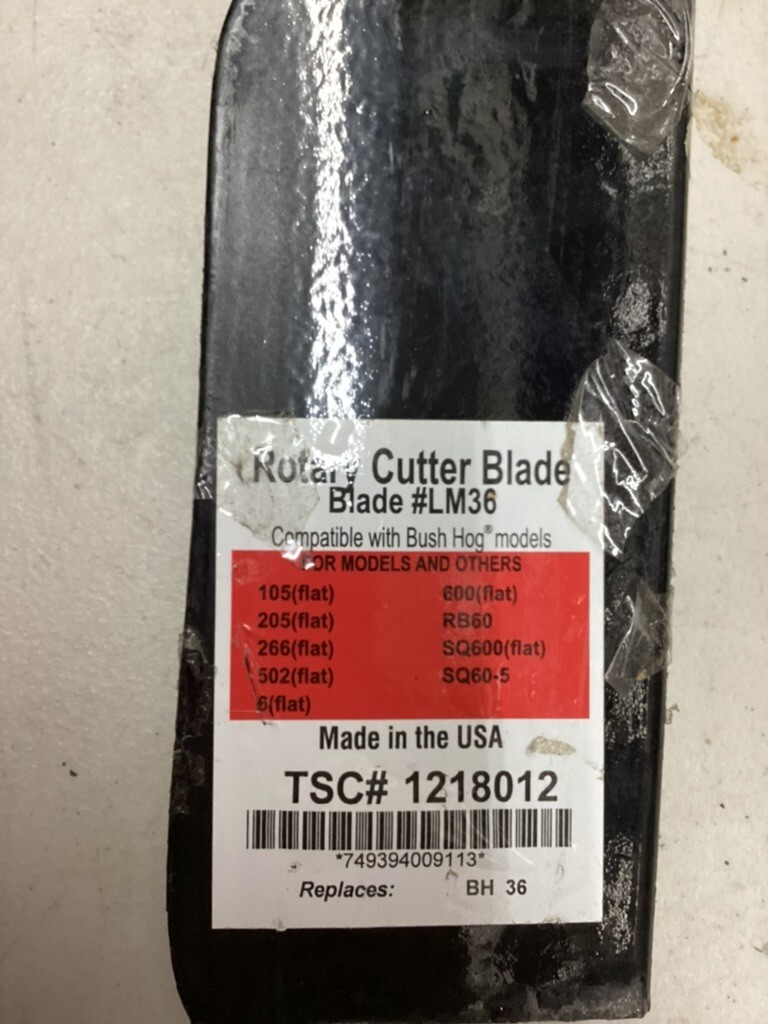 Rotary Cutter Blade
Blade #LM36
Compatible with Bush Hog® models
FOR MODELS AND OTHERS
105(flat) 600(flat)
205(flat) RB60
266(flat) SQ600(flat)
502(flat) SQ60-5
6(flat)
Made in the USA
TSC# 1218012
*749394009113*
Replaces: BH 36